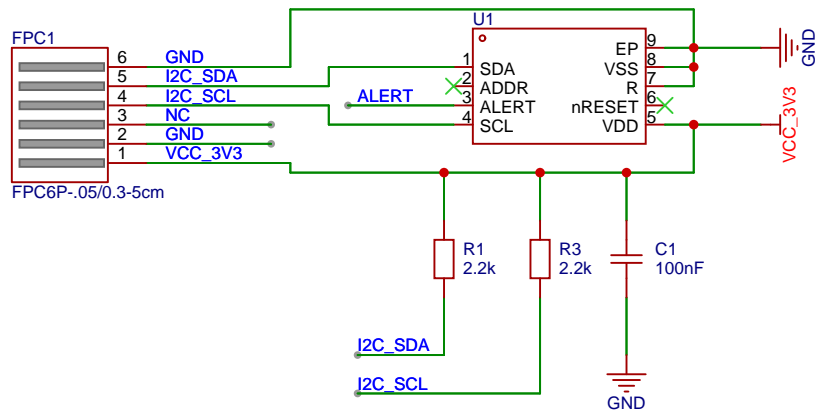 FPC1
6 GND
5 I2C_SDA
4 I2C_SCL
3 NC
2 GND
1 VCC_3V3
FPC6P-.05/0.3-5cm
ALERT
U1
1 SDA
2 ADDR
3 ALERT
4 SCL
EP 9
VSS 8
R 7
nRESET 6
VDD 5
GND
VCC_3V3
R1
2.2k
R3
2.2k
C1
100nF
I2C_SDA
I2C_SCL
GND